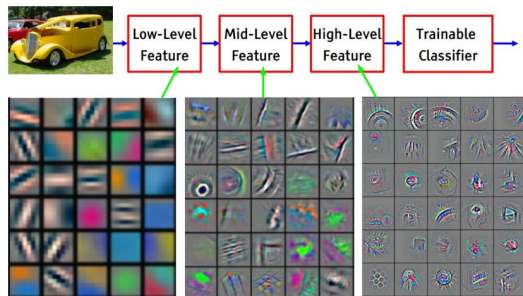 Low-Level
Feature
Mid-Level
Feature
High-Level
Feature
Trainable
Classifier